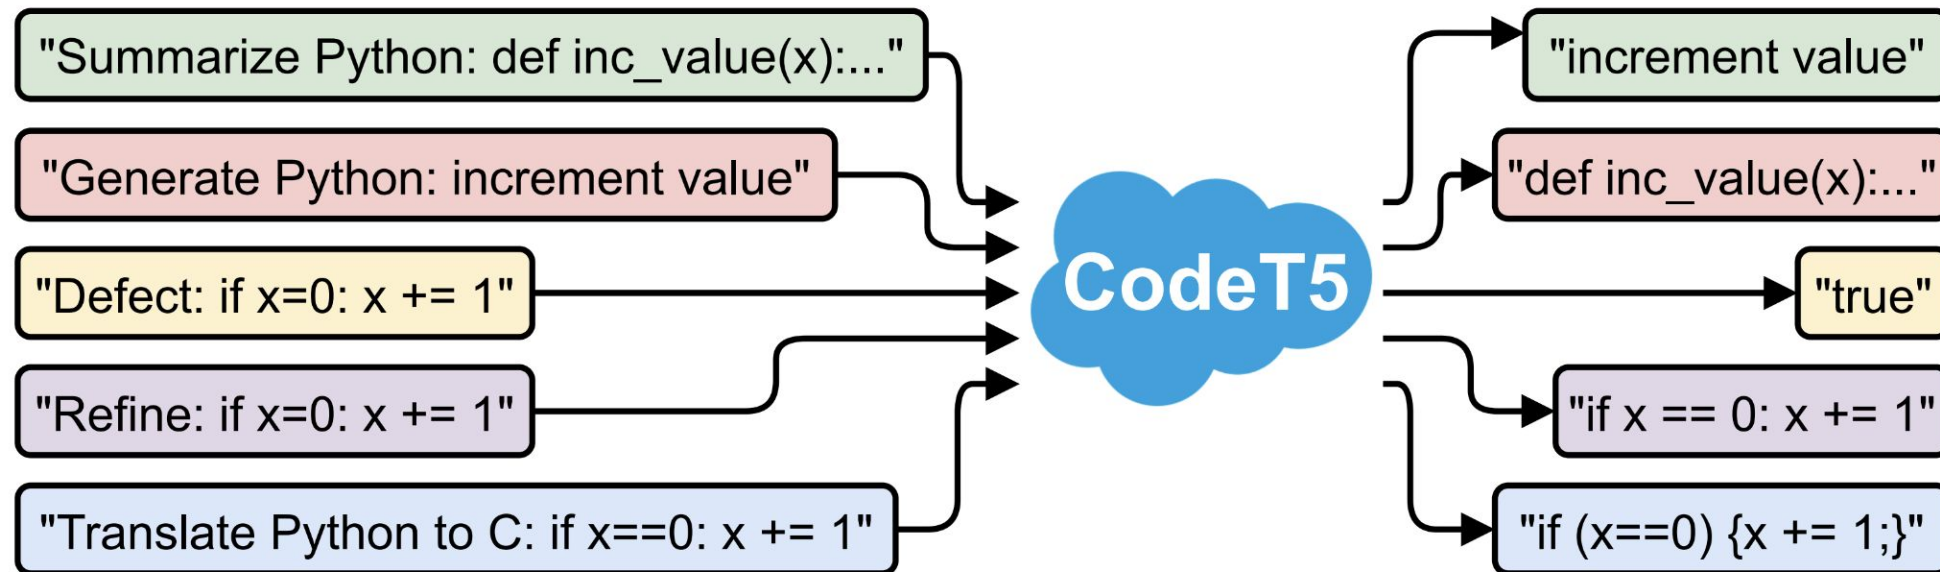 "Summarize Python: def inc_value(x):..."
"increment value"
"Generate Python: increment value"
"def inc_value(x):..."
CodeT5
"Defect: if x=0: x += 1"
"true"
"Refine: if x=0: x += 1"
"if x == 0: x += 1"
"Translate Python to C: if x==0: x += 1"
"if (x==0) {x += 1;}"